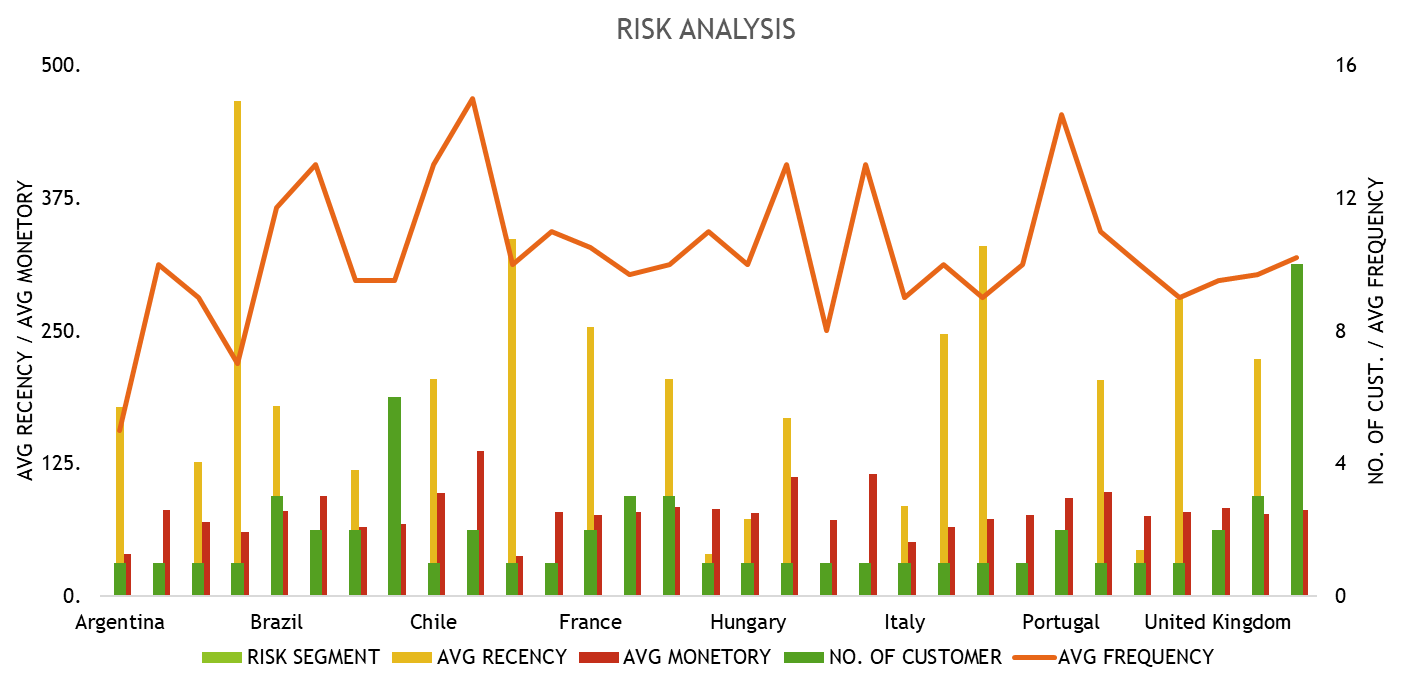 RISK ANALYSIS
500.
375.
250.
125.
0.
AVG RECENCY / AVG MONETORY
16
12
8
4
0
NO. OF CUST. / AVG FREQUENCY
Argentina Brazil Chile France Hungary Italy Portugal United Kingdom
RISK SEGMENT AVG RECENCY AVG MONETORY NO. OF CUSTOMER AVG FREQUENCY